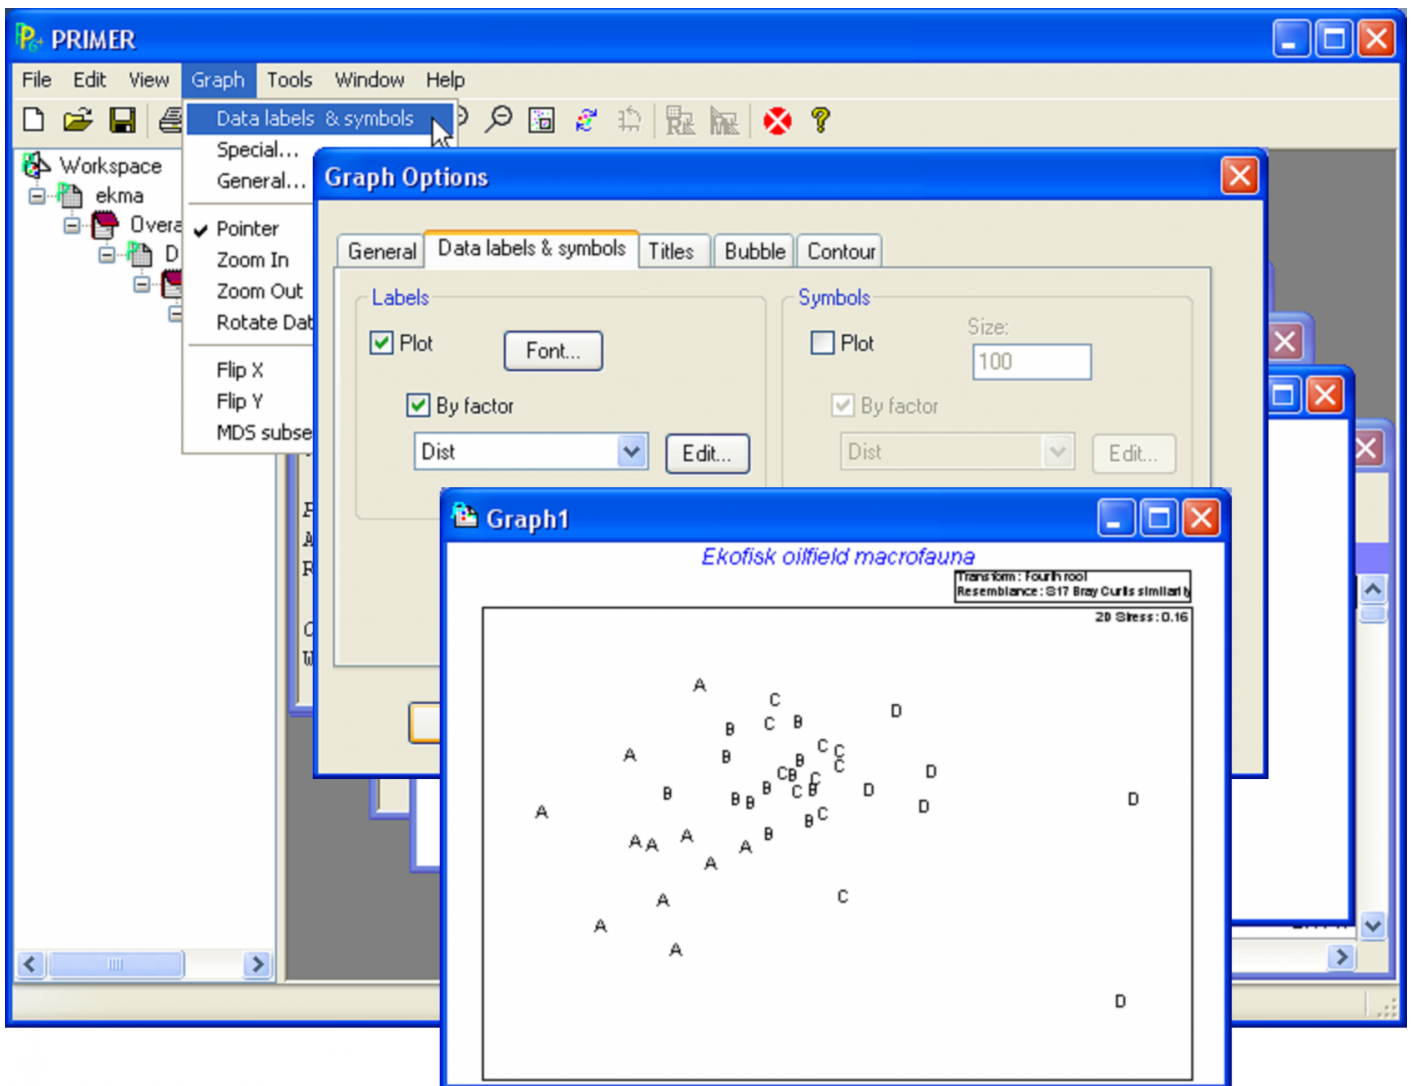 PRIMER
File Edit View Graph Tools Window Help
Data labels & symbols
Special...
General...
Pointer
Zoom In
Zoom Out
Rotate Dat
Flip X
Flip Y
MDS subse
Workspace
ekma
Overa
D
Graph Options
General Data labels & symbols Titles Bubble Contour
Labels
Plot
Font...
By factor
Dist
Edit...
Symbols
Plot
Size:
100
By factor
Dist
Edit...
Graph1
Ekofisk oilfield macrofauna
Transform: Fourth root
Resemblance: S17 Bray Curtis similarity
2D Stress: 0.16
A
C
D
C B
B
C C
A B B C
D
C B C
B B C B D
B B
D
D
A
B C
A A A A B
A
A C
A
A
D